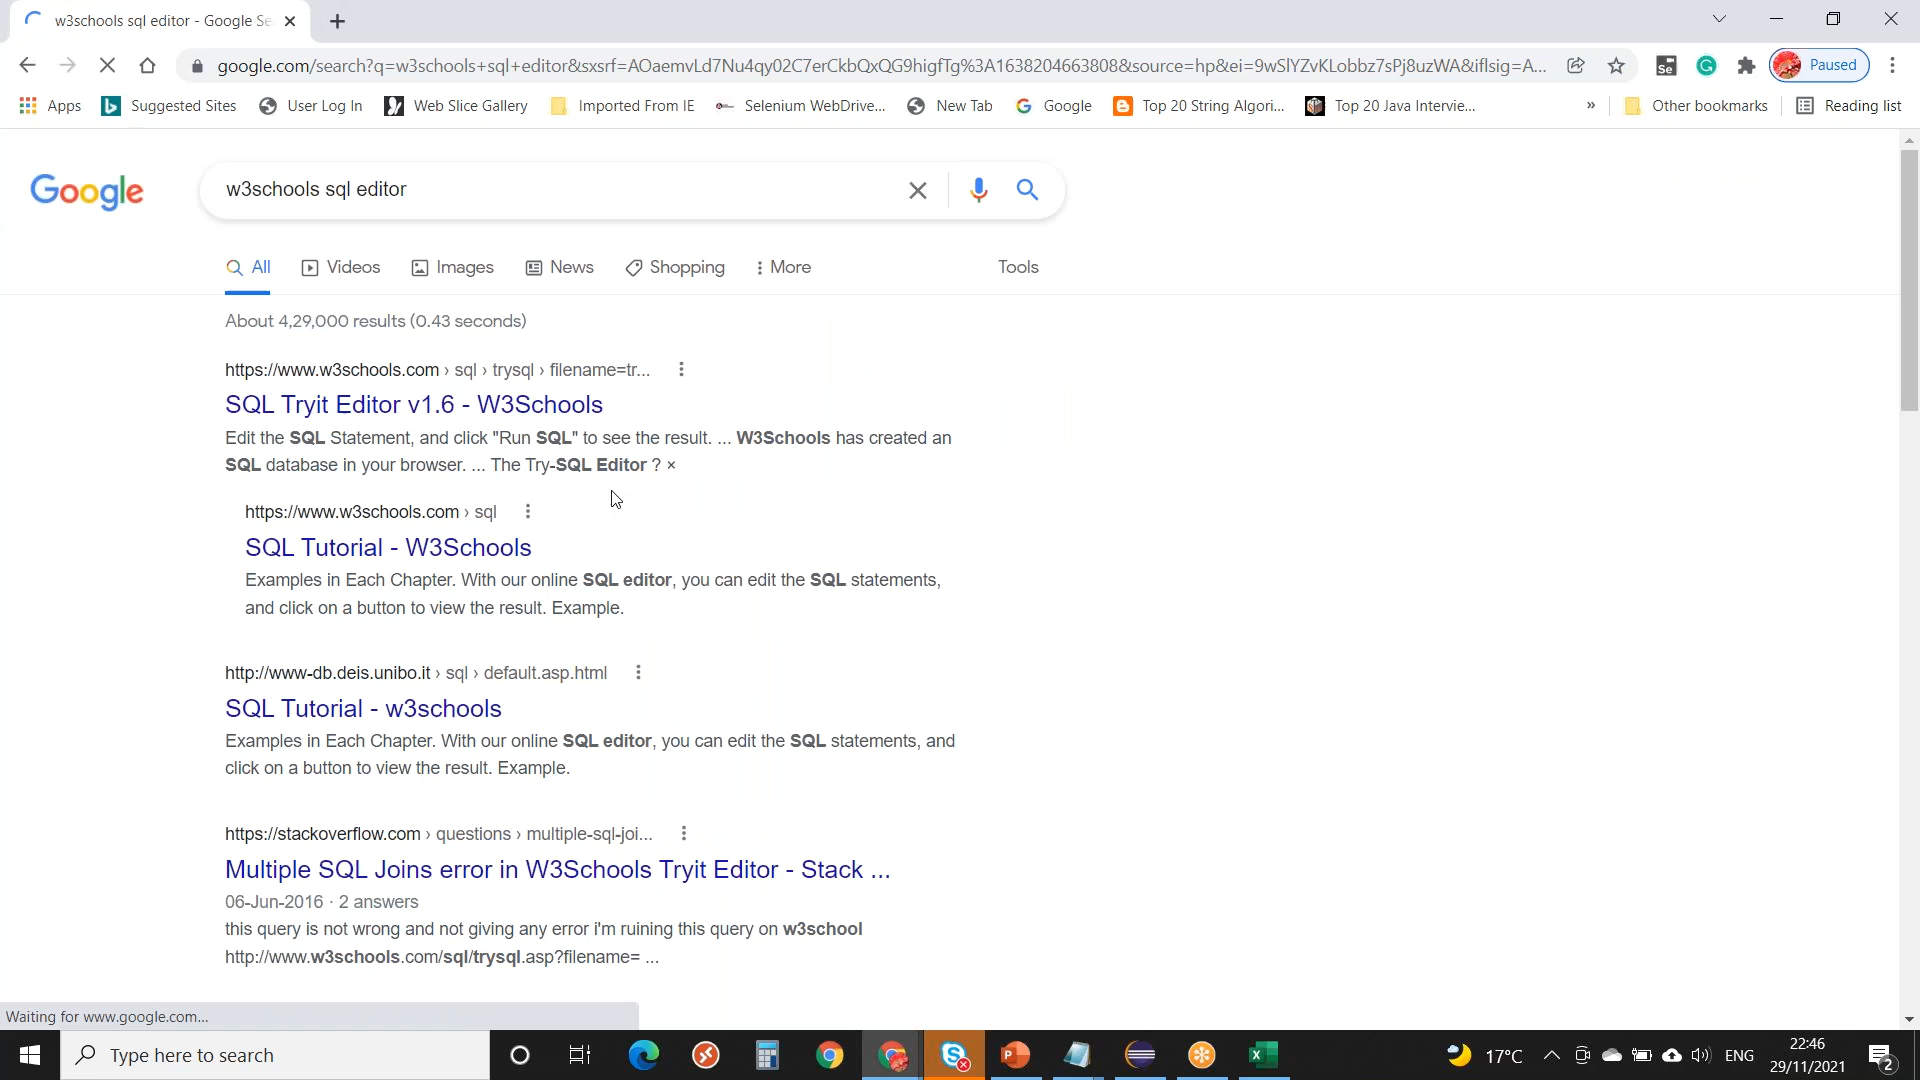 w3schools sql editor - Google Se
google.com/search?q=w3schools+sql+editor&sxsrf=AOaemvLd7Nu4qy02C7erCkbQxQG9higfTg%3A1638204663808&source=hp&ei=9wSlYZvKLobbz7sPj8uzWA&iflsig=A...
Paused
Apps Suggested Sites User Log In Web Slice Gallery Imported From IE Selenium WebDrive... New Tab Google Top 20 String Algori... Top 20 Java Intervie... » Other bookmarks Reading list
Google
w3schools sql editor
All Videos Images News Shopping More Tools
About 4,29,000 results (0.43 seconds)
https://www.w3schools.com › sql › trysql › filename=tr...
SQL Tryit Editor v1.6 - W3Schools
Edit the SQL Statement, and click "Run SQL" to see the result. ... W3Schools has created an
SQL database in your browser. ... The Try-SQL Editor ? ×
https://www.w3schools.com › sql
SQL Tutorial - W3Schools
Examples in Each Chapter. With our online SQL editor, you can edit the SQL statements,
and click on a button to view the result. Example.
http://www-db.deis.unibo.it › sql › default.asp.html
SQL Tutorial - w3schools
Examples in Each Chapter. With our online SQL editor, you can edit the SQL statements, and
click on a button to view the result. Example.
https://stackoverflow.com › questions › multiple-sql-joi...
Multiple SQL Joins error in W3Schools Tryit Editor - Stack ...
06-Jun-2016 · 2 answers
this query is not wrong and not giving any error i'm ruining this query on w3school
http://www.w3schools.com/sql/trysql.asp?filename= ...
Waiting for www.google.com...
Type here to search
17°C
ENG
22:46
29/11/2021
2